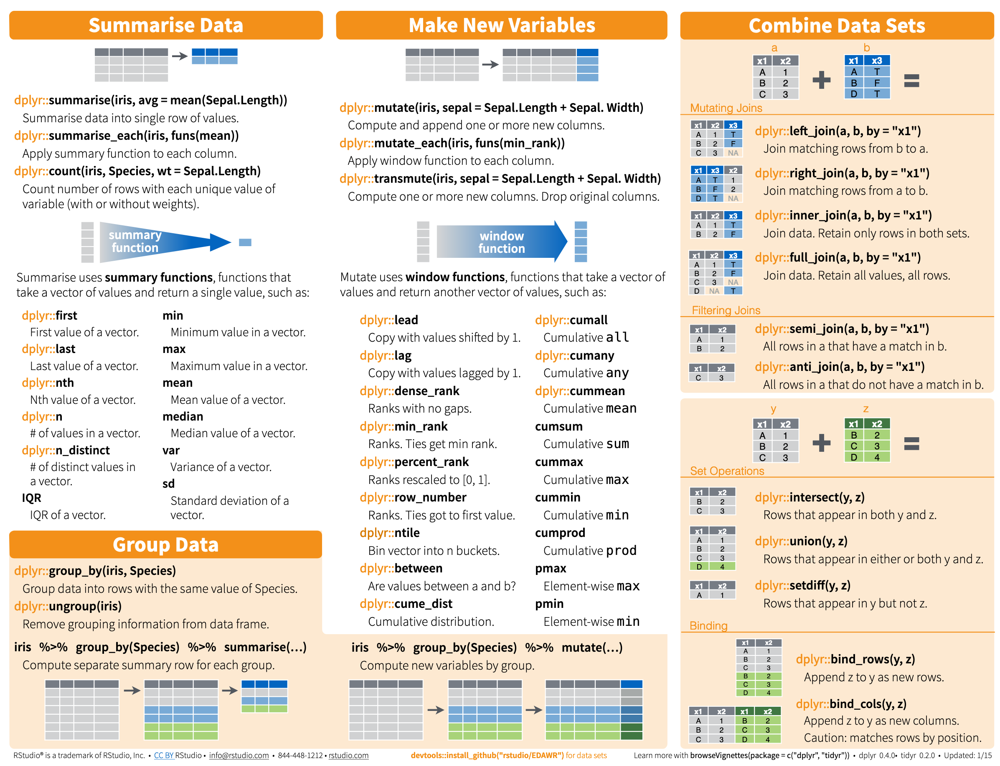 Summarise Data
dplyr::summarise(iris, avg = mean(Sepal.Length))
Summarise data into single row of values.
dplyr::summarise_each(iris, funs(mean))
Apply summary function to each column.
dplyr::count(iris, Species, wt = Sepal.Length)
Count number of rows with each unique value of
variable (with or without weights).
summary
function
Summarise uses summary functions, functions that
take a vector of values and return a single value, such as:
dplyr::first
First value of a vector.
dplyr::last
Last value of a vector.
dplyr::nth
Nth value of a vector.
dplyr::n
# of values in a vector.
dplyr::n_distinct
# of distinct values in
a vector.
IQR
IQR of a vector.
min
Minimum value in a vector.
max
Maximum value in a vector.
mean
Mean value of a vector.
median
Median value of a vector.
var
Variance of a vector.
sd
Standard deviation of a
vector.
Group Data
dplyr::group_by(iris, Species)
Group data into rows with the same value of Species.
dplyr::ungroup(iris)
Remove grouping information from data frame.
iris %>% group_by(Species) %>% summarise(…)
Compute separate summary row for each group.
Make New Variables
dplyr::mutate(iris, sepal = Sepal.Length + Sepal. Width)
Compute and append one or more new columns.
dplyr::mutate_each(iris, funs(min_rank))
Apply window function to each column.
dplyr::transmute(iris, sepal = Sepal.Length + Sepal. Width)
Compute one or more new columns. Drop original columns.
window
function
Mutate uses window functions, functions that take a vector of
values and return another vector of values, such as:
dplyr::lead
Copy with values shifted by 1.
dplyr::lag
Copy with values lagged by 1.
dplyr::dense_rank
Ranks with no gaps.
dplyr::min_rank
Ranks. Ties get min rank.
dplyr::percent_rank
Ranks rescaled to [0, 1].
dplyr::row_number
Ranks. Ties got to first value.
dplyr::ntile
Bin vector into n buckets.
dplyr::between
Are values between a and b?
dplyr::cume_dist
Cumulative distribution.
dplyr::cumall
Cumulative all
dplyr::cumany
Cumulative any
dplyr::cummean
Cumulative mean
cumsum
Cumulative sum
cummax
Cumulative max
cummin
Cumulative min
cumprod
Cumulative prod
pmax
Element-wise max
pmin
Element-wise min
iris %>% group_by(Species) %>% mutate(…)
Compute new variables by group.
Combine Data Sets
a b
x1 x2 x1 x3
A 1 A T
B 2 + B F =
C 3 D T
Mutating Joins
x1 x2 x3
A 1 T
B 2 F
C 3 NA
dplyr::left_join(a, b, by = "x1")
Join matching rows from b to a.
x1 x3 x2
A T 1
B F 2
D T NA
dplyr::right_join(a, b, by = "x1")
Join matching rows from a to b.
x1 x2 x3
A 1 T
B 2 F
dplyr::inner_join(a, b, by = "x1")
Join data. Retain only rows in both sets.
x1 x2 x3
A 1 T
B 2 F
C 3 NA
D NA T
dplyr::full_join(a, b, by = "x1")
Join data. Retain all values, all rows.
Filtering Joins
x1 x2
A 1
B 2
dplyr::semi_join(a, b, by = "x1")
All rows in a that have a match in b.
x1 x2
C 3
dplyr::anti_join(a, b, by = "x1")
All rows in a that do not have a match in b.
y z
x1 x2 x1 x2
A 1 B 2
B 2 + C 3 =
C 3 D 4
Set Operations
x1 x2
B 2
C 3
dplyr::intersect(y, z)
Rows that appear in both y and z.
x1 x2
A 1
B 2
C 3
D 4
dplyr::union(y, z)
Rows that appear in either or both y and z.
x1 x2
A 1
dplyr::setdiff(y, z)
Rows that appear in y but not z.
Binding
x1 x2
A 1
B 2
C 3
B 2
C 3
D 4
dplyr::bind_rows(y, z)
Append z to y as new rows.
x1 x2 x1 x2
A 1 B 2
B 2 C 3
C 3 D 4
dplyr::bind_cols(y, z)
Append z to y as new columns.
Caution: matches rows by position.
RStudio® is a trademark of RStudio, Inc. • CC BY RStudio • info@rstudio.com • 844-448-1212 • rstudio.com
devtools::install_github("rstudio/EDAWR") for data sets
Learn more with browseVignettes(package = c("dplyr", "tidyr")) • dplyr 0.4.0• tidyr 0.2.0 • Updated: 1/15